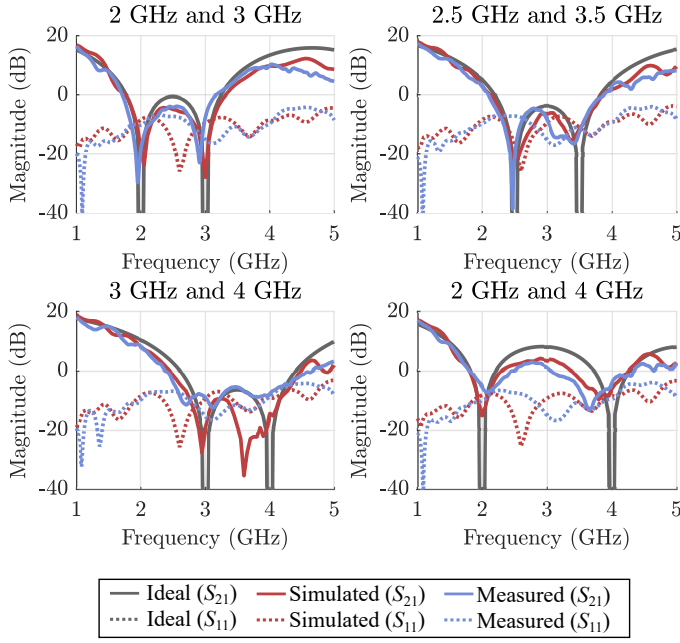 2 GHz and 3 GHz
2.5 GHz and 3.5 GHz
Magnitude (dB)
20
0
-20
-40
1 2 3 4 5
Frequency (GHz)
Magnitude (dB)
20
0
-20
-40
1 2 3 4 5
Frequency (GHz)
3 GHz and 4 GHz
2 GHz and 4 GHz
Magnitude (dB)
20
0
-20
-40
1 2 3 4 5
Frequency (GHz)
Magnitude (dB)
20
0
-20
-40
1 2 3 4 5
Frequency (GHz)
Ideal (S21) Simulated (S21) Measured (S21)
Ideal (S11) Simulated (S11) Measured (S11)